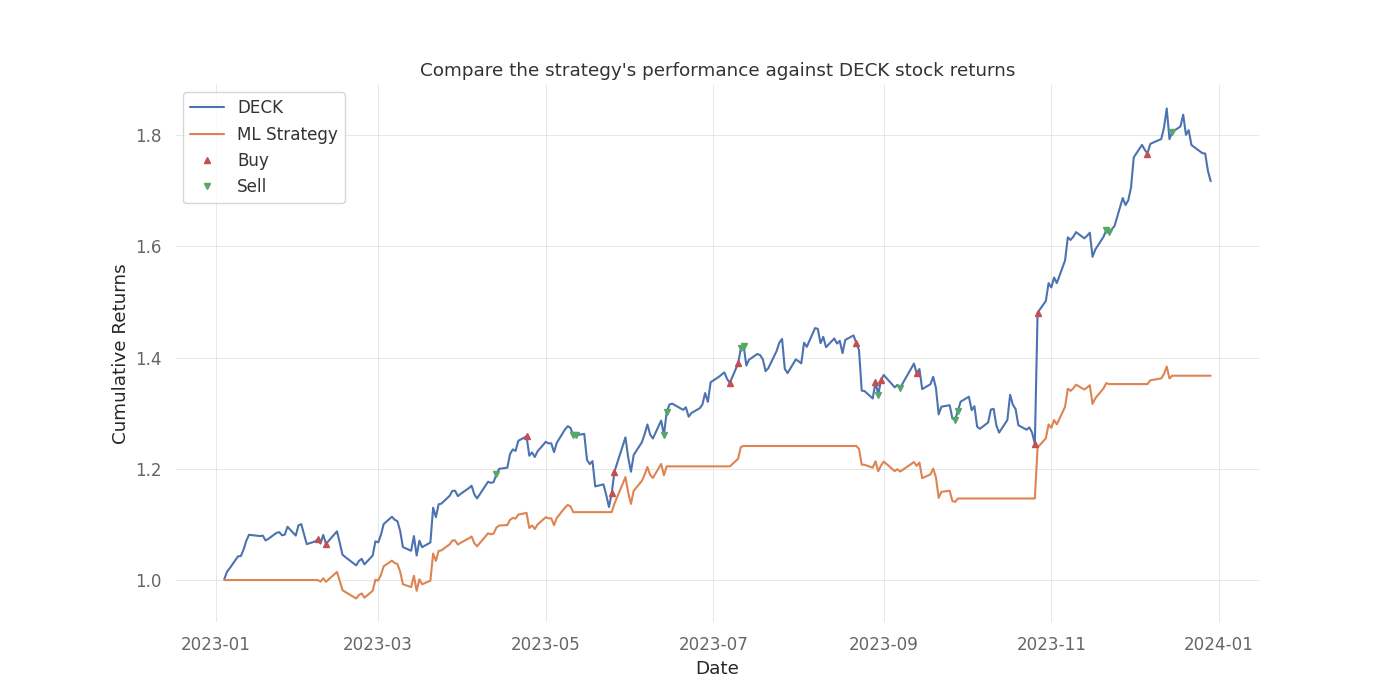 Compare the strategy's performance against DECK stock returns
DECK
ML Strategy
Buy
Sell
Cumulative Returns
1.8
1.6
1.4
1.2
1.0
2023-01 2023-03 2023-05 2023-07 2023-09 2023-11 2024-01
Date